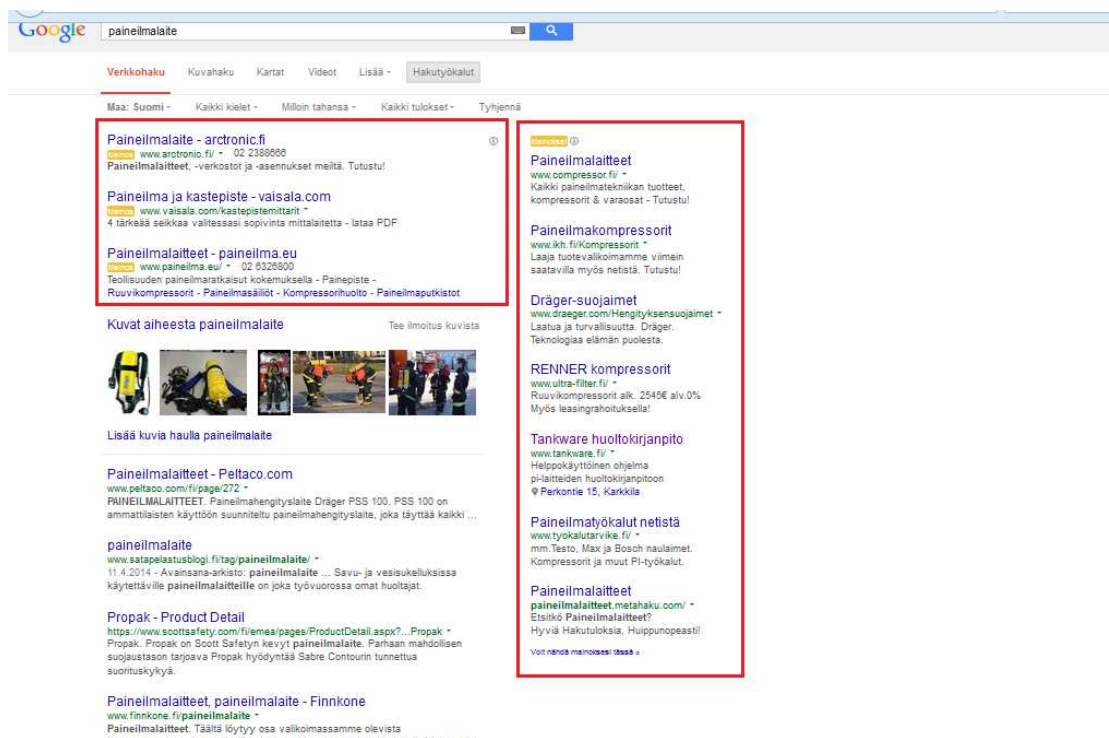 Google
paineilmalaite
Verkkohaku Kuvahaku Kartat Videot Lisää Hakutyökalut
Maa: Suomi Kaikki kielet Milloin tahansa Kaikki tulokset Tyhjennä
Paineilmalaite - arctronic.fi
Mainos www.arctronic.fi/ 02 2388666
Paineilmalaitteet, -verkostot ja -asennukset meiltä. Tutustu!
Paineilma ja kastepiste - vaisala.com
Mainos www.vaisala.com/kastepistemittarit
4 tärkeää seikkaa valitessasi sopivinta mittalaitetta - lataa PDF
Paineilmalaitteet - paineilma.eu
Mainos www.paineilma.eu/ 02 6326800
Teollisuuden paineilmaratkaisut kokemuksella - Painepiste -
Ruuvikompressorit - Paineilmasäiliöt - Kompressorihuolto - Paineilmaputkistot
Kuvat aiheesta paineilmalaite Tee ilmoitus kuvista
Lisää kuvia haulla paineilmalaite
Paineilmalaitteet - Peltaco.com
www.peltaco.com/fi/page/272
PAINEILMALAITTEET. Paineilmahengityslaite Dräger PSS 100. PSS 100 on
ammattilaisten käyttöön suunniteltu paineilmahengityslaite, joka täyttää kaikki ...
paineilmalaite
www.satapelastusblogi.fi/tag/paineilmalaite/
11.4.2014 - Avainsana-arkisto: paineilmalaite ... Savu- ja vesisukelluksissa
käytettäville paineilmalaitteille on joka työvuorossa omat huoltajat.
Propak - Product Detail
https://www.scottsafety.com/fi/emea/pages/ProductDetail.aspx?...Propak
Propak. Propak on Scott Safetyn kevyt paineilmalaite. Parhaan mahdollisen
suojaustason tarjoava Propak hyödyntää Sabre Contourin tunnettua
suorituskykyä.
Paineilmalaitteet, paineilmalaite - Finnkone
www.finnkone.fi/paineilmalaite
Paineilmalaitteet. Täältä löytyy osa valikoimassamme olevista
Mainokset
Paineilmalaitteet
www.compressor.fi/
Kaikki paineilmatekniikan tuotteet,
kompressorit & varaosat - Tutustu!
Paineilmakompressorit
www.ikh.fi/Kompressorit
Laaja tuotevalikoimamme viimein
saatavilla myös netistä. Tutustu!
Dräger-suojaimet
www.draeger.com/Hengityksensuojaimet
Laatua ja turvallisuutta. Dräger.
Teknologiaa elämän puolesta.
RENNER kompressorit
www.ultra-filter.fi/
Ruuvikompressorit alk. 2545€ alv.0%
Myös leasingrahoituksella!
Tankware huoltokirjanpito
www.tankware.fi/
Helppokäyttöinen ohjelma
pi-laitteiden huoltokirjanpitoon
Perkontie 15, Karkkila
Paineilmatyökalut netistä
www.tyokalutarvike.fi/
mm.Testo, Max ja Bosch naulaimet.
Kompressorit ja muut PI-työkalut.
Paineilmalaitteet
paineilmalaitteet.metahaku.com/
Etsitkö Paineilmalaitteet?
Hyviä Hakutuloksia, Huippunopeasti!
Voit nähdä mainoksesi tässä »